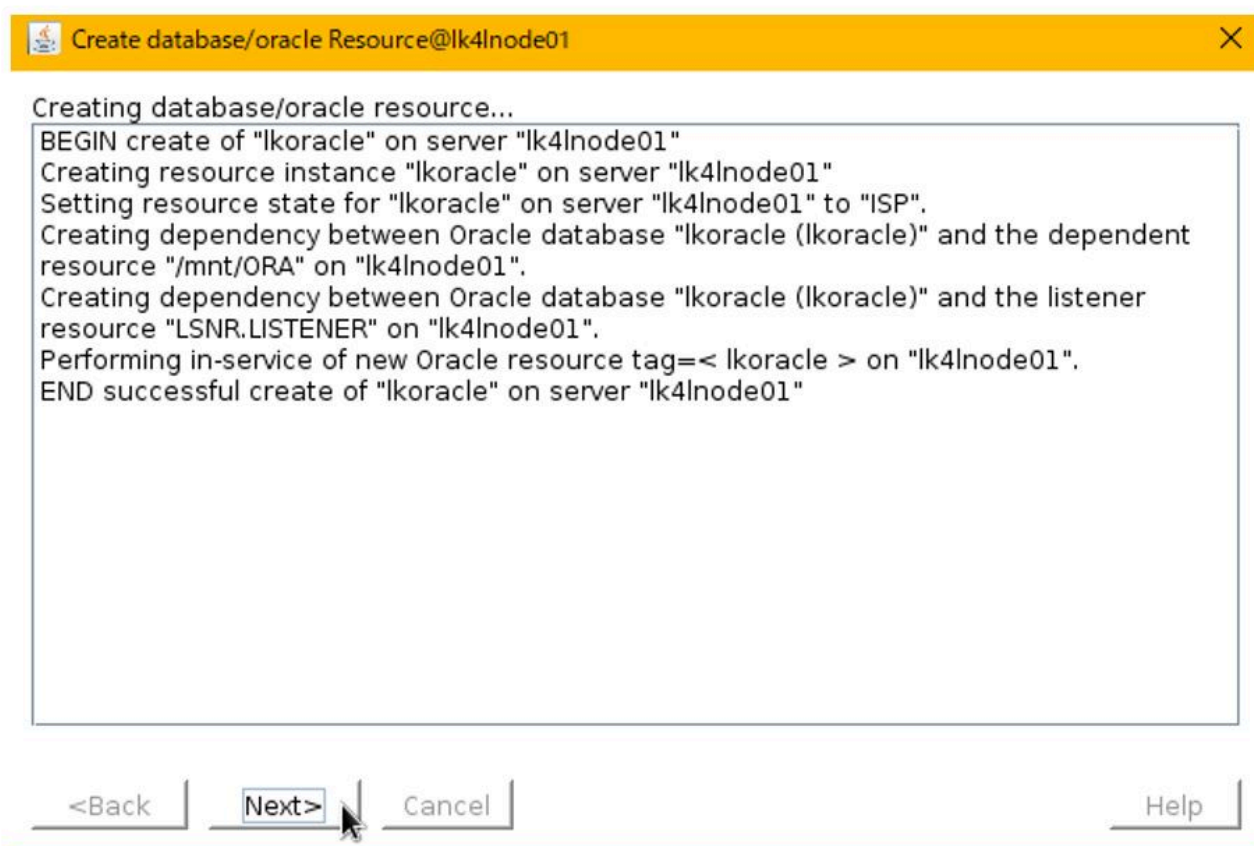 Create database/oracle Resource@lk4lnode01
Creating database/oracle resource...
BEGIN create of "lkoracle" on server "lk4lnode01"
Creating resource instance "lkoracle" on server "lk4lnode01"
Setting resource state for "lkoracle" on server "lk4lnode01" to "ISP".
Creating dependency between Oracle database "lkoracle (lkoracle)" and the dependent
resource "/mnt/ORA" on "lk4lnode01".
Creating dependency between Oracle database "lkoracle (lkoracle)" and the listener
resource "LSNR.LISTENER" on "lk4lnode01".
Performing in-service of new Oracle resource tag=< lkoracle > on "lk4lnode01".
END successful create of "lkoracle" on server "lk4lnode01"
<Back Next> Cancel Help